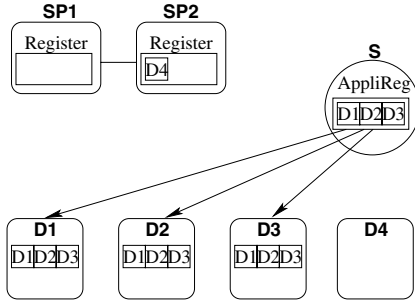 SP1 SP2
Register Register
D4
S
AppliReg
D1 D2 D3
D1 D2 D3 D4
D1 D2 D3 D1 D2 D3 D1 D2 D3